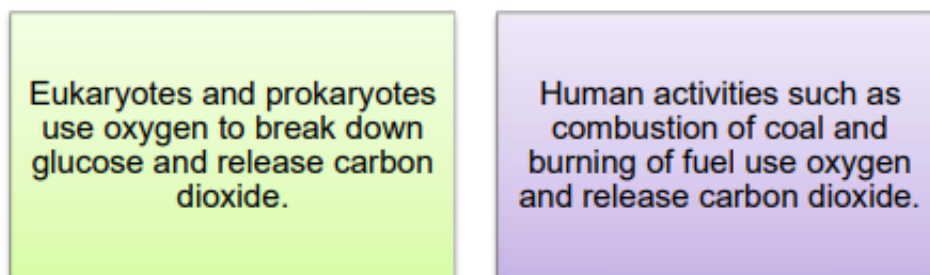 Eukaryotes and prokaryotes
use oxygen to break down
glucose and release carbon
dioxide.
Human activities such as
combustion of coal and
burning of fuel use oxygen
and release carbon dioxide.